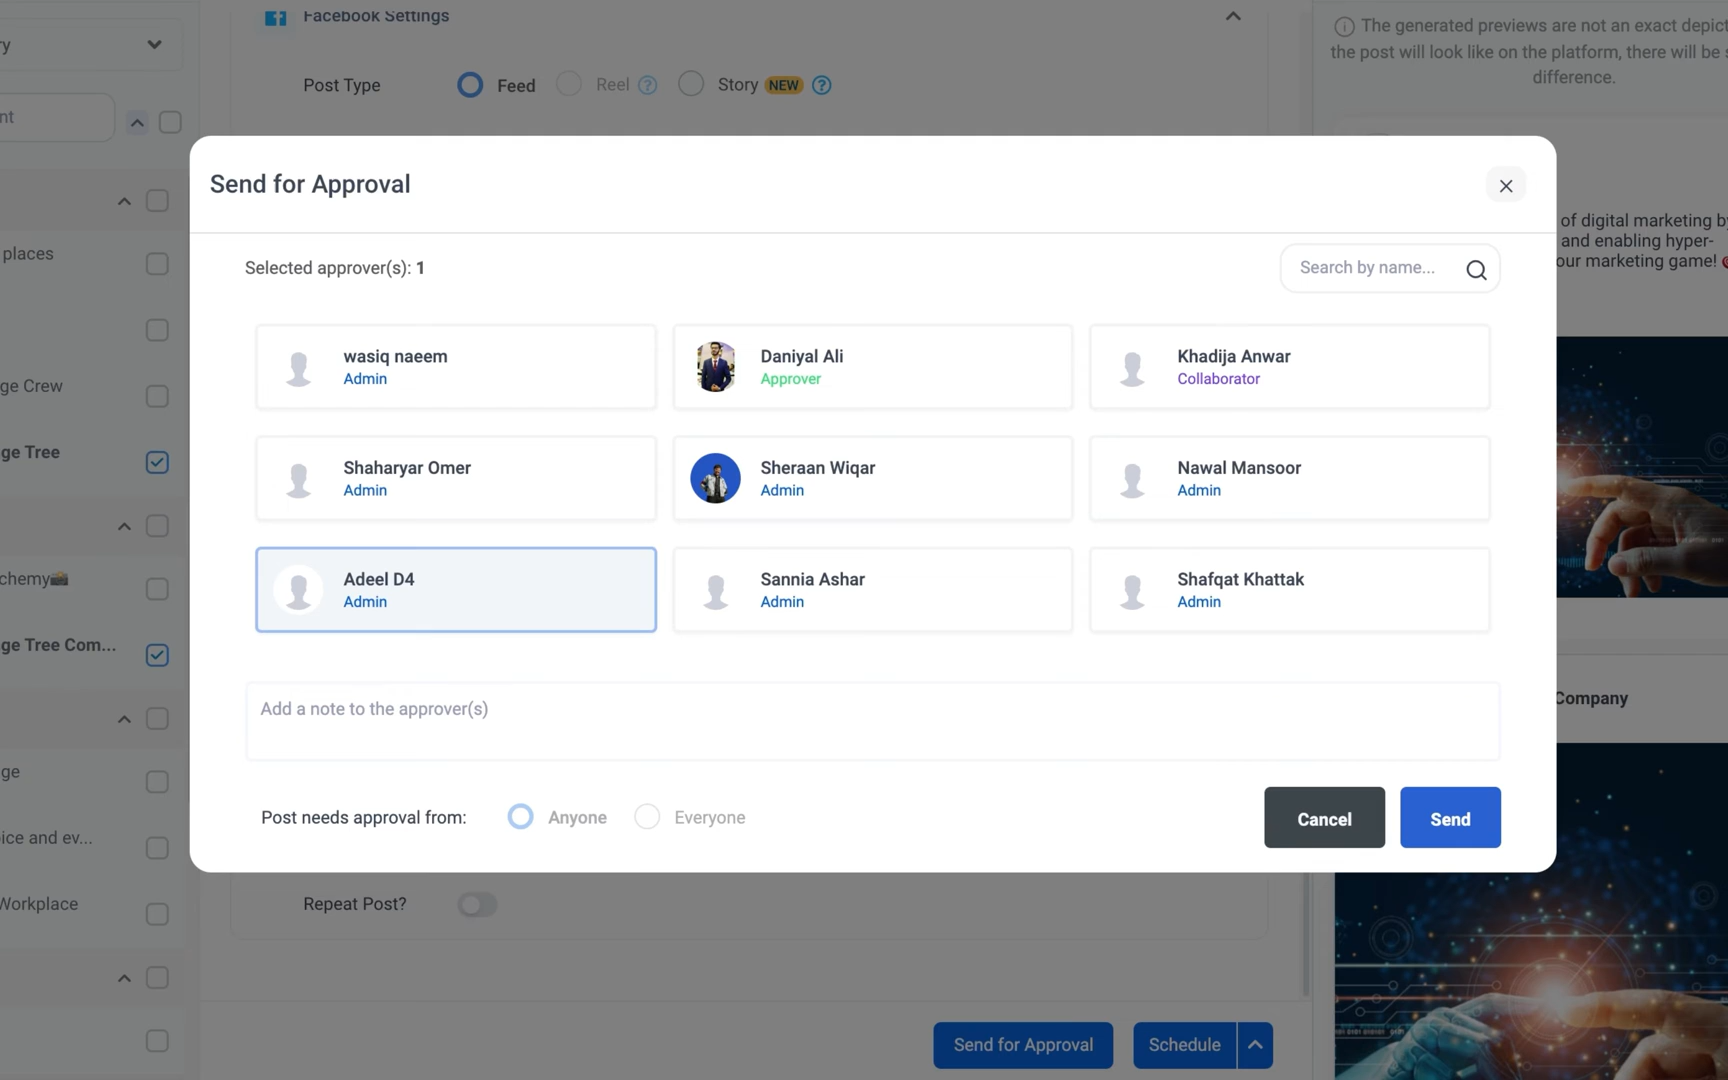 Facebook Settings
ry
nt
Post Type
Feed
Reel
Story NEW
The generated previews are not an exact depict
the post will look like on the platform, there will be s
difference.
Send for Approval
Selected approver(s): 1
Search by name...
wasiq naeem
Admin
Daniyal Ali
Approver
Khadija Anwar
Collaborator
Shaharyar Omer
Admin
Sheraan Wiqar
Admin
Nawal Mansoor
Admin
Adeel D4
Admin
Sannia Ashar
Admin
Shafqat Khattak
Admin
Add a note to the approver(s)
Post needs approval from:
Anyone
Everyone
Cancel
Send
places
ge Crew
ge Tree
chemy
ge Tree Com...
ge
ice and ev...
Workplace
of digital marketing by
and enabling hyper-
our marketing game!
Company
Repeat Post?
Send for Approval
Schedule